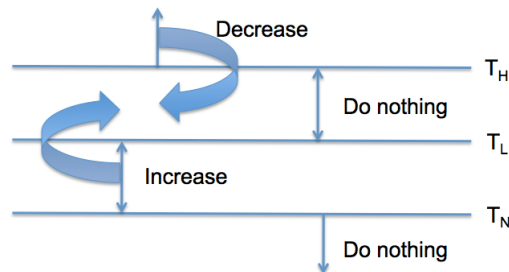 Decrease
T_H
Do nothing
T_L
Increase
T_N
Do nothing